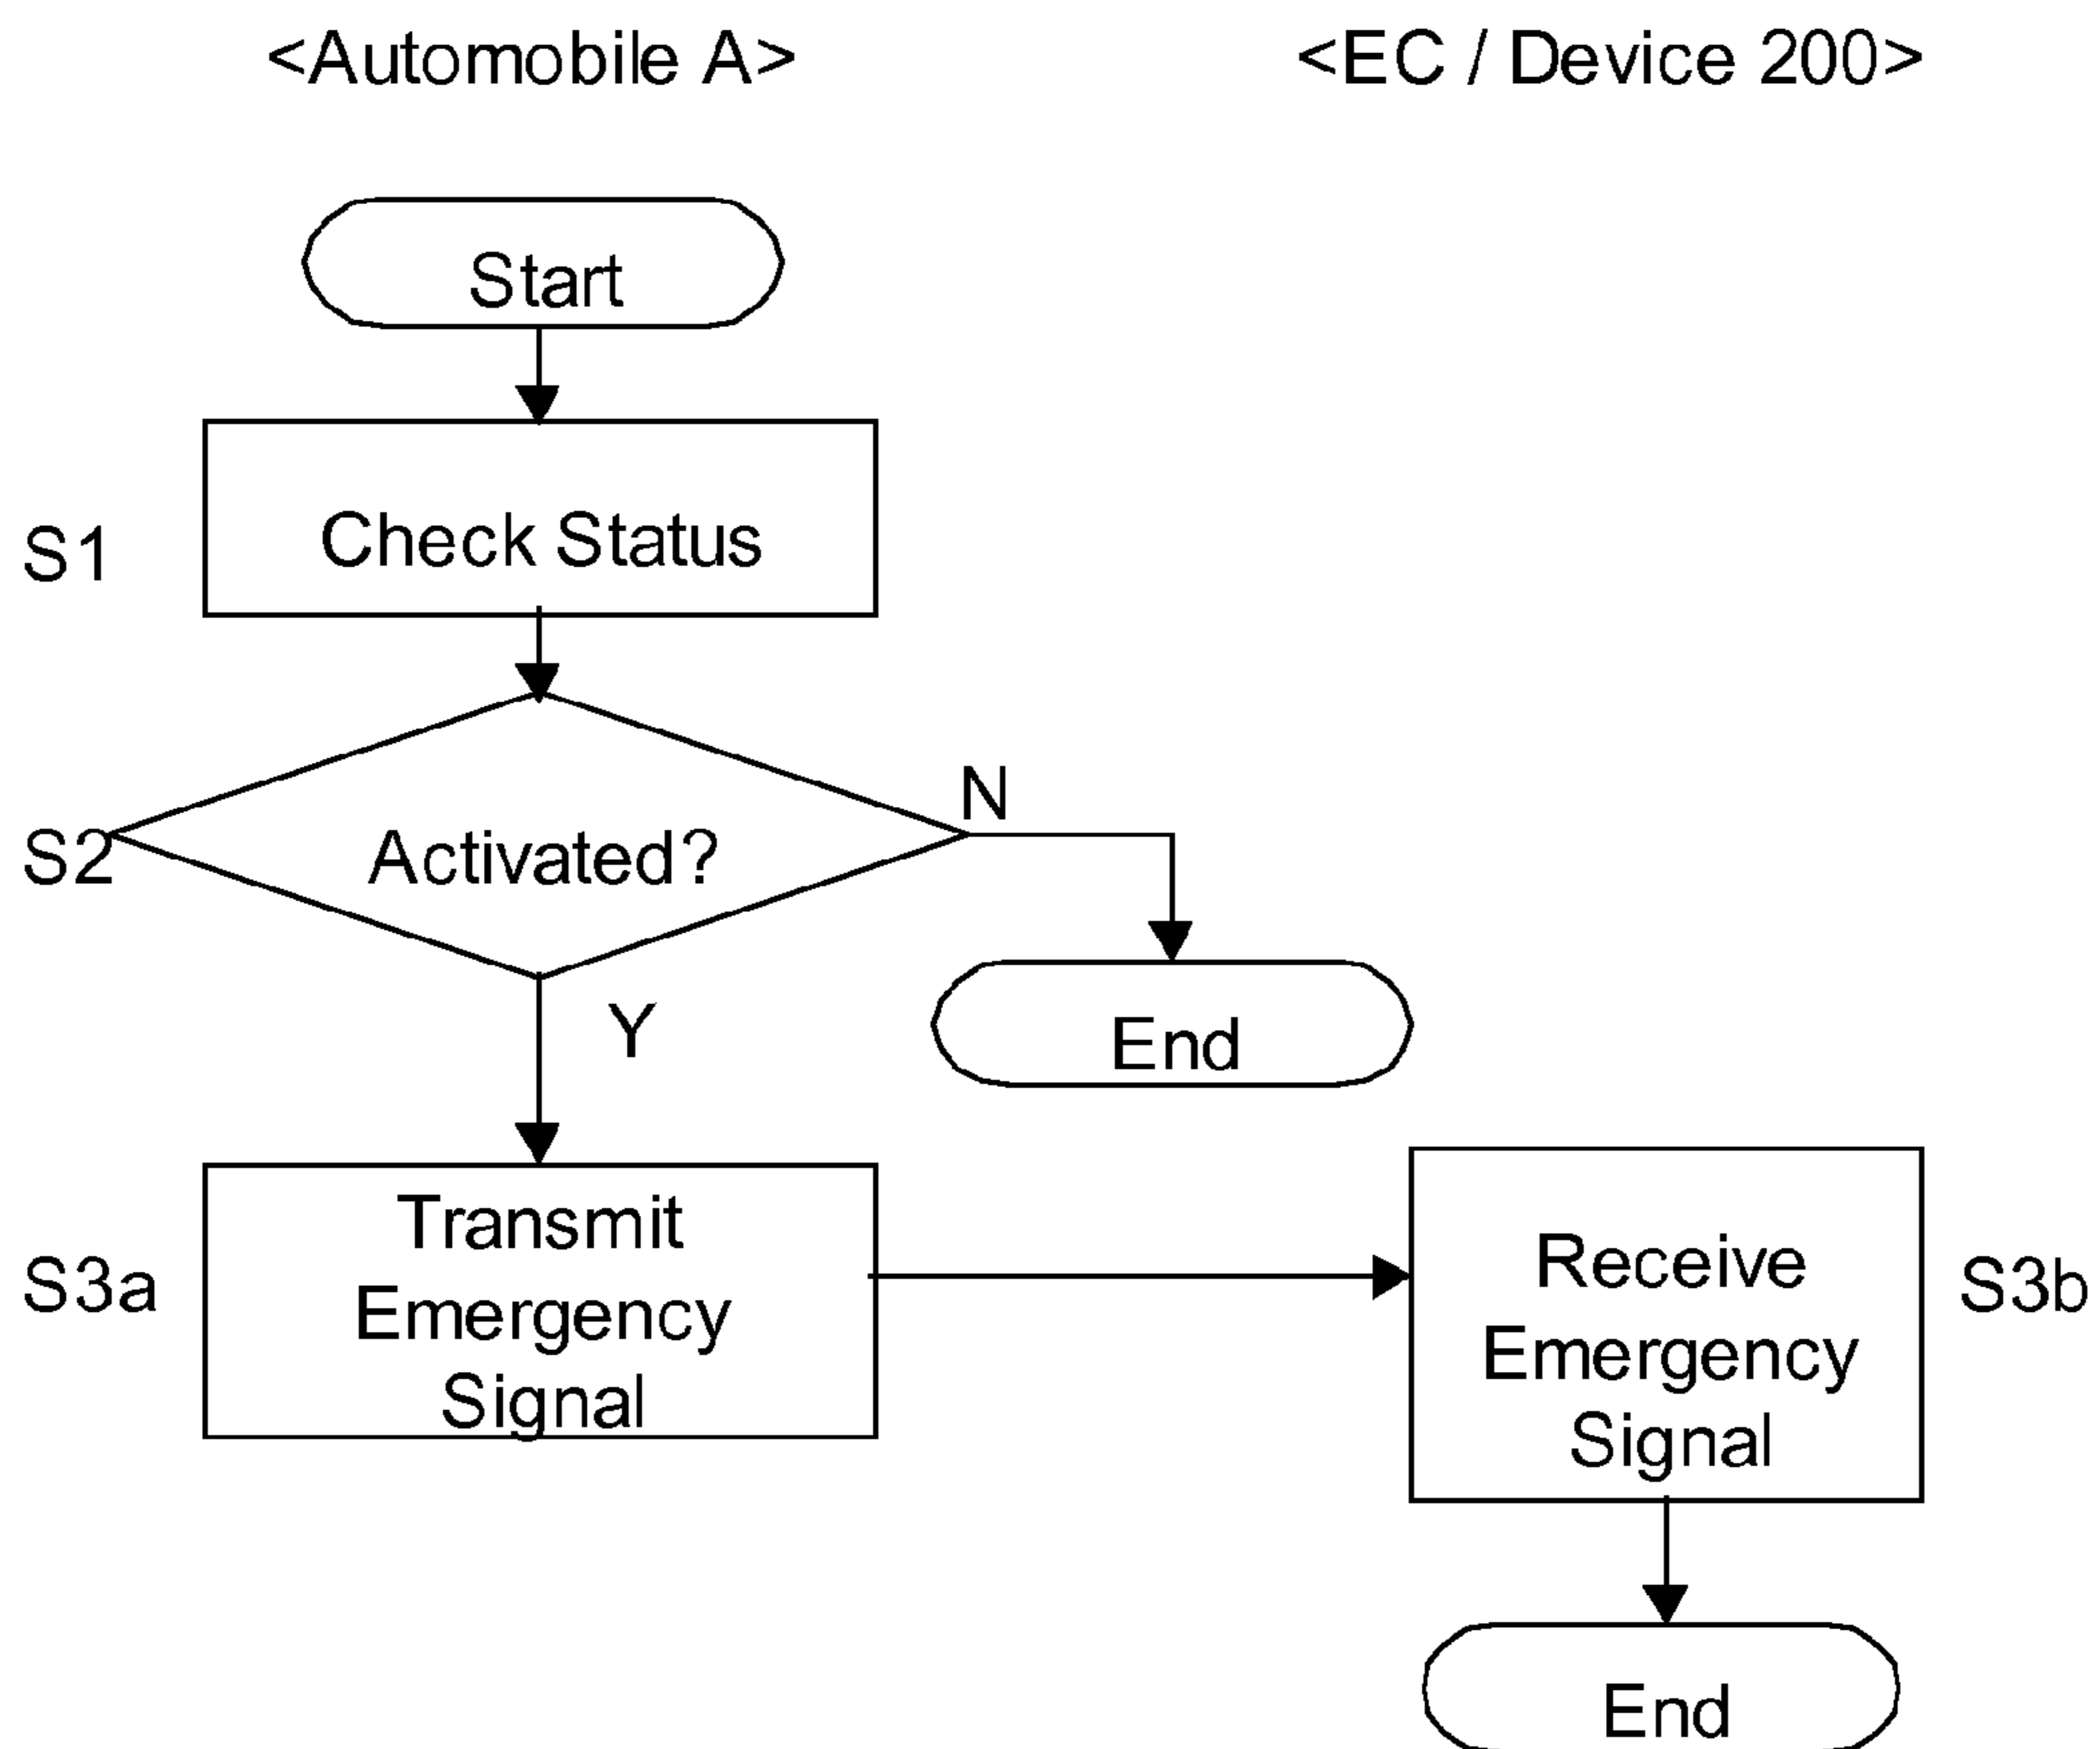 <Automobile A>
<EC / Device 200>
Start
S1
Check Status
S2
Activated?
N
Y
End
S3a
Transmit
Emergency
Signal
Receive
Emergency
Signal
S3b
End